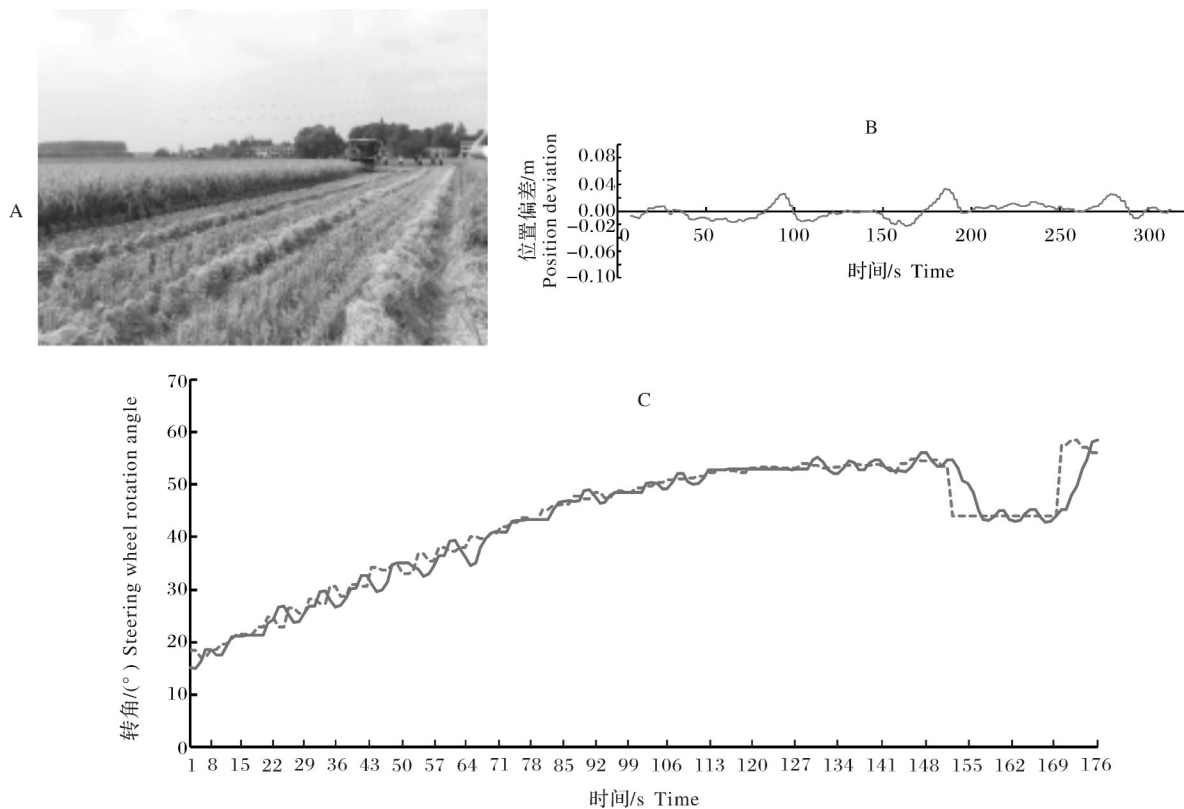 A
B
位置偏差/m
Position deviation
0.08
0.04
0.00
-0.02
-0.06
-0.10
0 50 100 150 200 250 300
时间/s Time
C
转角/(°) Steering wheel rotation angle
70
60
50
40
30
20
10
0
1 8 15 22 29 36 43 50 57 64 71 78 85 92 99 106 113 120 127 134 141 148 155 162 169 176
时间/s Time